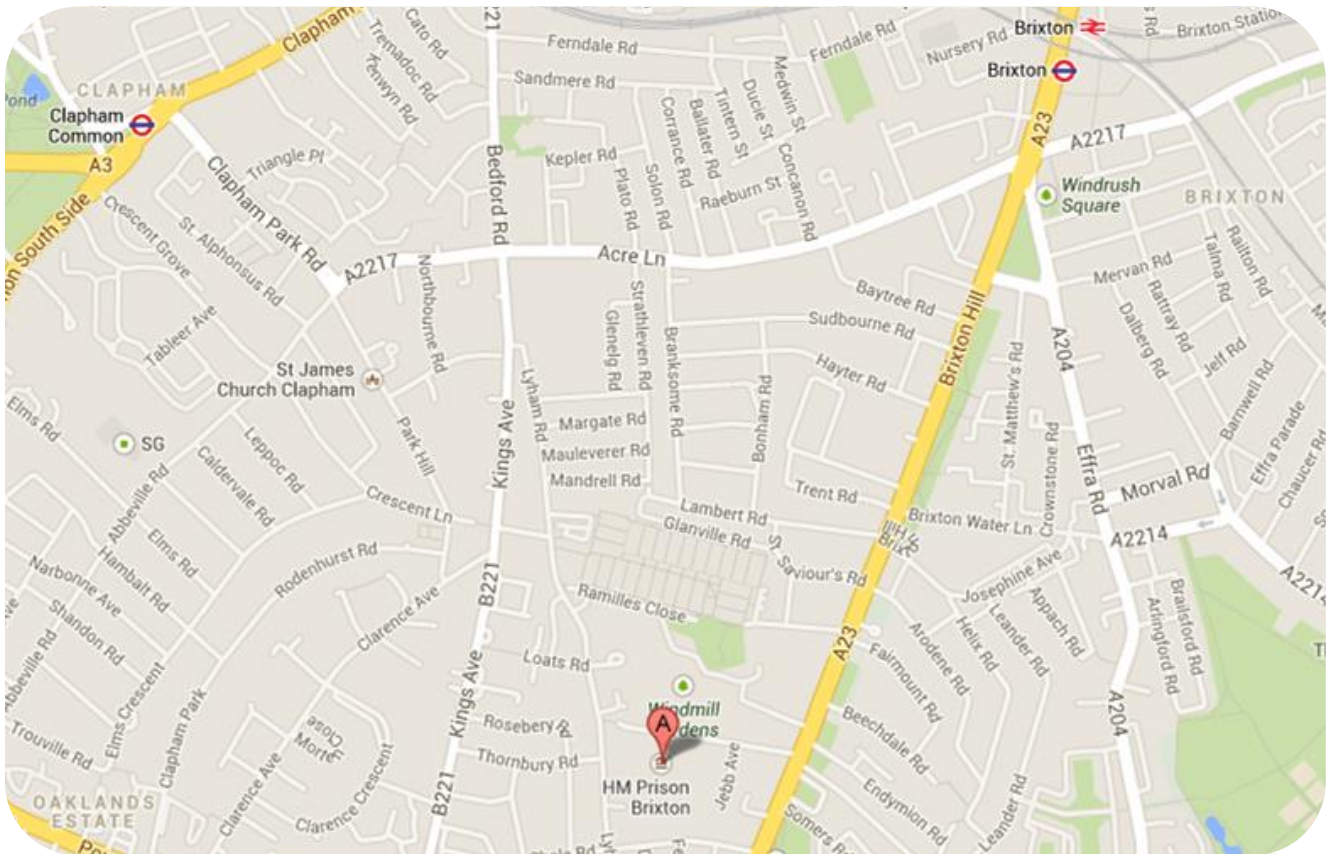 Clapham
Cato Rd
Tremadoc Rd
Fenwyn Rd
Ferndale Rd
Ferndale Rd
Nursery Rd
Brixton
Brixton
CLAPHAM
Pond
Clapham
Common
A3
Sandmere Rd
Medwin St
Ducie St
Tintern St
Ballater Rd
Corrance Rd
A23
A2217
Triangle Pl
Bedford Rd
Kepler Rd
Plato Rd
Solon Rd
Raeburn St
Concanon Rd
Windrush
Square
BRIXTON
Clapham Park Rd
Crescent Grove
St. Alphonsus Rd
A2217
Acre Ln
Northbourne Rd
Mervan Rd
Talma Rd
Railton Rd
Rattray Rd
Dalberg Rd
Jelf Rd
Tableer Ave
Strathleven Rd
Glenelg Rd
Branksome Rd
Baytree Rd
Sudbourne Rd
Hayter Rd
Brixton Hill
A204
St James
Church Clapham
Lyham Rd
Margate Rd
Mauleverer Rd
Mandrell Rd
Bonham Rd
St. Matthew's Rd
Crownstone Rd
Barnwell Rd
Effra Parade
Chaucer Rd
Elms Rd
SG
Leppoc Rd
Caldervale Rd
Park Hill
Kings Ave
Trent Rd
Effra Rd
Morval Rd
Abbeville Rd
Crescent Ln
Lambert Rd
Glanville Rd
Brixton Water Ln
A2214
A2214
Elms Rd
Hambalt Rd
Narbonne Ave
Shandon Rd
Rodenhurst Rd
Clarence Ave
B221
St. Saviour's Rd
Josephine Ave
Ramilles Close
Appach Rd
Leander Rd
Helix Rd
Arodene Rd
Brailsford Rd
Arlingford Rd
Abbeville Rd
Elms Crescent
Clapham Park
Loats Rd
A23
Fairmount Rd
Trouville Rd
Kings Ave
Rosebery Rd
Windmill
A
Beechdale Rd
A204
Morte
Close
Thornbury Rd
HM Prison
Brixton
Jebb Ave
OAKLANDS
ESTATE
Clarence Ave
Clarence Crescent
B221
Endymion Rd
Leander Rd
Somers Rd